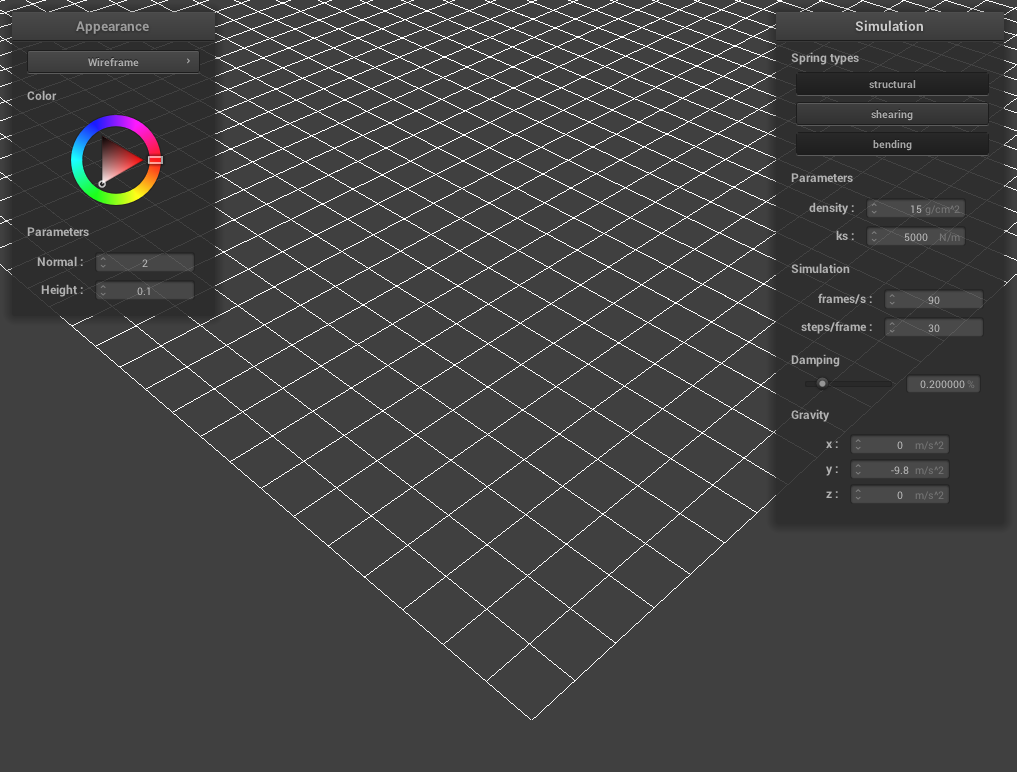 Appearance
Wireframe ›
Color
Parameters
Normal : 2
Height : 0.1
Simulation
Spring types
structural
shearing
bending
Parameters
density : 15 g/cm^2
ks : 5000 N/m
Simulation
frames/s : 90
steps/frame : 30
Damping
0.200000 %
Gravity
x : 0 m/s^2
y : -9.8 m/s^2
z : 0 m/s^2